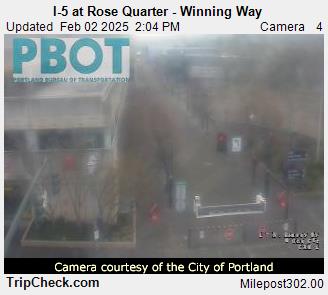 I-5 at Rose Quarter - Winning Way
Updated Feb 02 2025 2:04 PM Camera 4
PBOT
PORTLAND BUREAU OF TRANSPORTATION
Camera courtesy of the City of Portland
TripCheck.com Milepost302.00